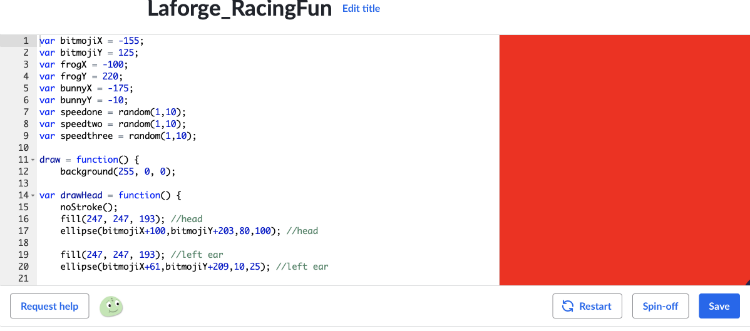 Laforge_RacingFun Edit title
1 var bitmojiX = -155;
2 var bitmojiY = 125;
3 var frogX = -100;
4 var frogY = 220;
5 var bunnyX = -175;
6 var bunnyY = -10;
7 var speedone = random(1,10);
8 var speedtwo = random(1,10);
9 var speedthree = random(1,10);
10
11 draw = function() {
12 background(255, 0, 0);
13
14 var drawHead = function() {
15 noStroke();
16 fill(247, 247, 193); //head
17 ellipse(bitmojiX+100,bitmojiY+203,80,100); //head
18
19 fill(247, 247, 193); //left ear
20 ellipse(bitmojiX+61,bitmojiY+209,10,25); //left ear
21
Request help Restart Spin-off Save